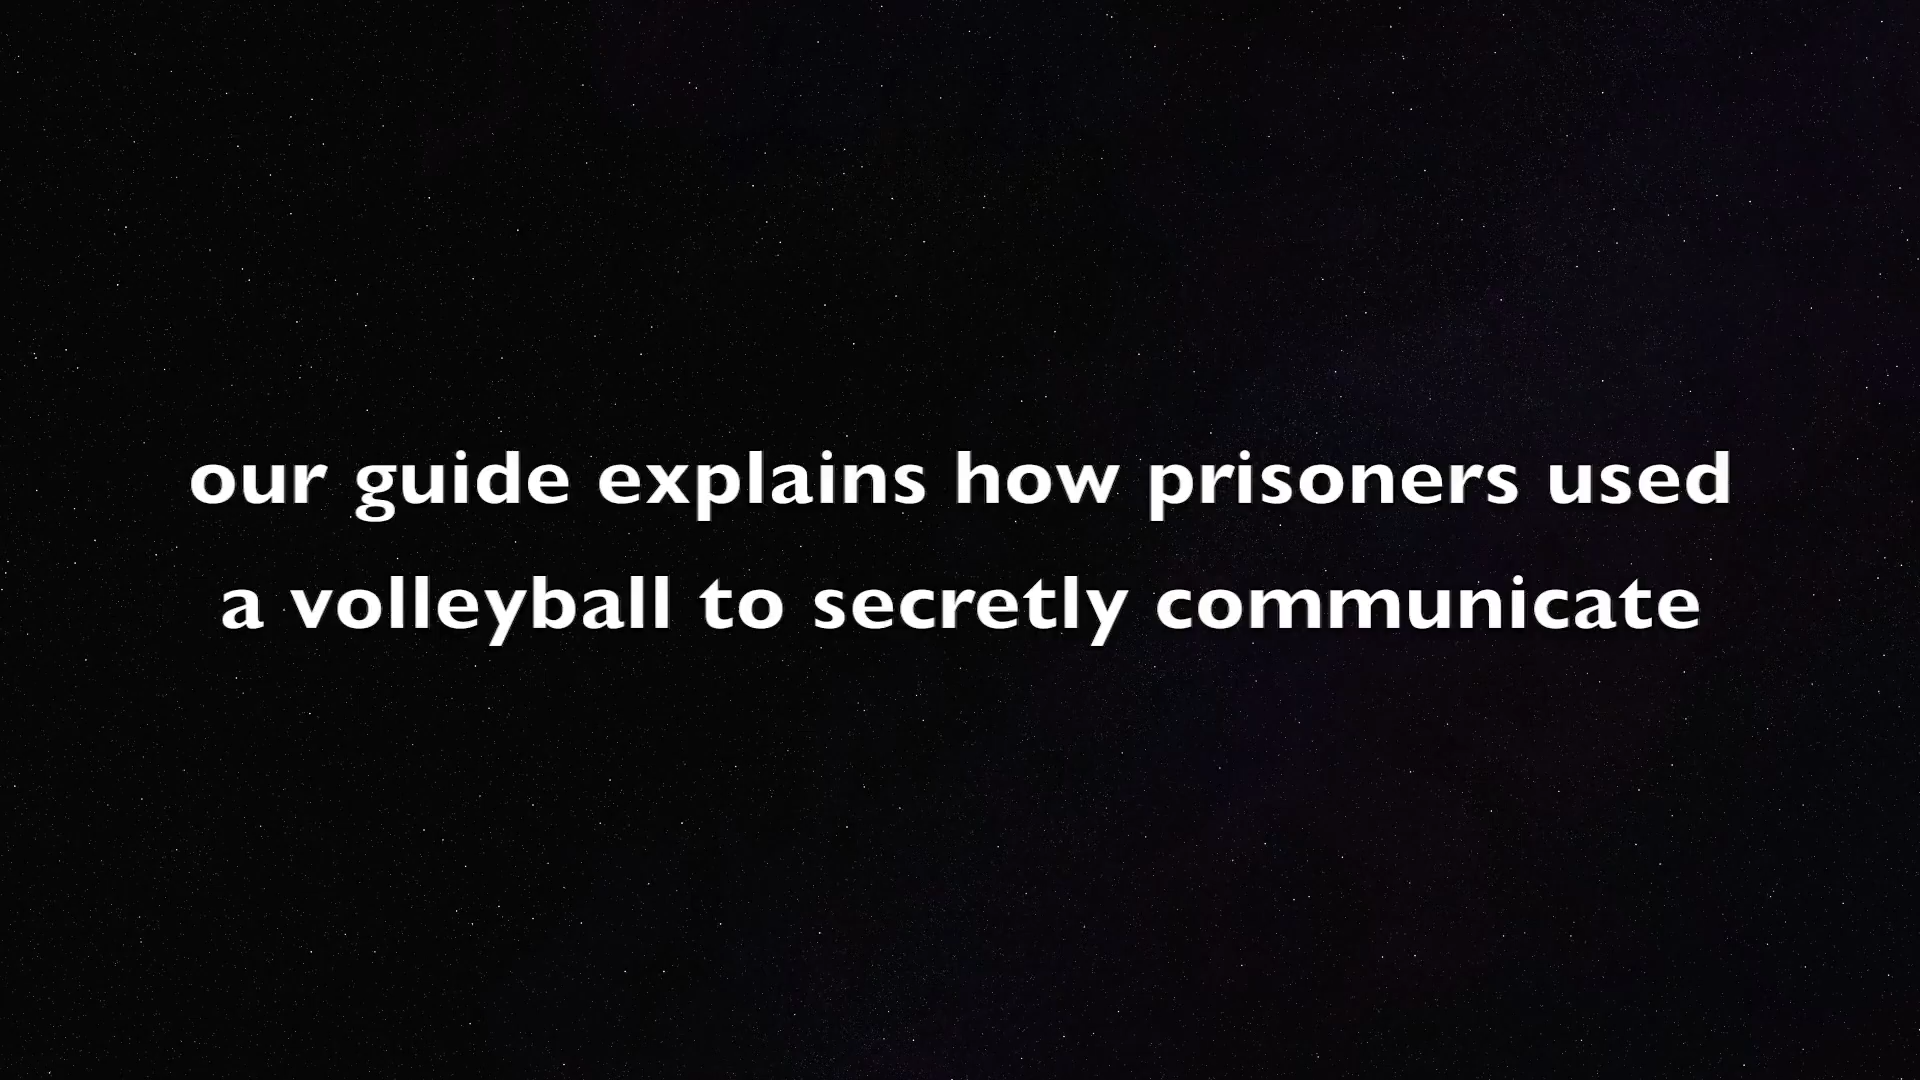 our guide explains how prisoners used
a volleyball to secretly communicate